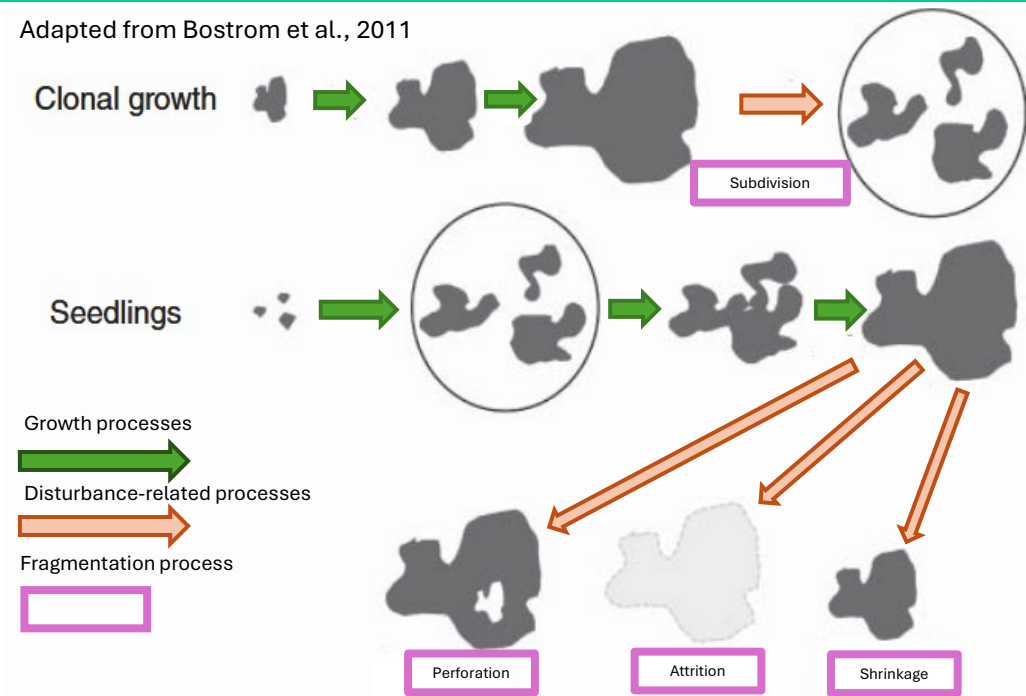 Adapted from Bostrom et al., 2011
Clonal growth
Subdivision
Seedlings
Growth processes
Disturbance-related processes
Fragmentation process
Perforation
Attrition
Shrinkage